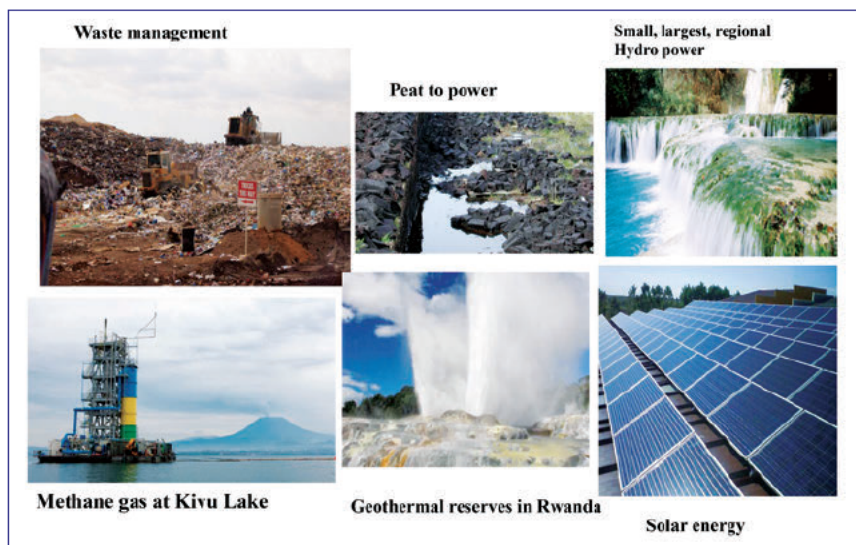 Waste management
Peat to power
Small, largest, regional
Hydro power
Methane gas at Kivu Lake
Geothermal reserves in Rwanda
Solar energy